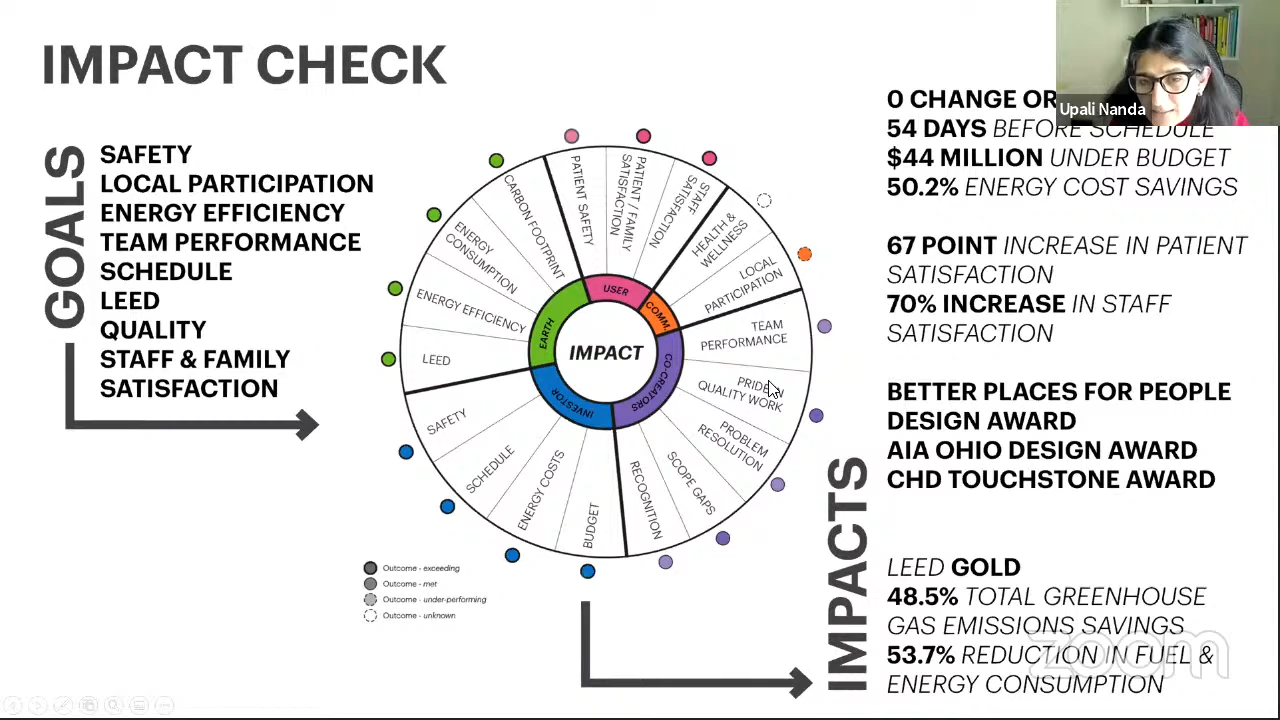 IMPACT CHECK
Upali Nanda
GOALS
SAFETY
LOCAL PARTICIPATION
ENERGY EFFICIENCY
TEAM PERFORMANCE
SCHEDULE
LEED
QUALITY
STAFF & FAMILY
SATISFACTION
IMPACT
USER
COMM.
CO-CREATORS
INVESTOR
EARTH
PATIENT SAFETY
PATIENT / FAMILY
SATISFACTION
STAFF
SATISFACTION
HEALTH &
WELLNESS
LOCAL
PARTICIPATION
TEAM
PERFORMANCE
PRIDE
QUALITY WORK
PROBLEM
RESOLUTION
SCOPE GAPS
RECOGNITION
BUDGET
ENERGY COSTS
SCHEDULE
SAFETY
LEED
ENERGY EFFICIENCY
ENERGY
CONSUMPTION
CARBON FOOTPRINT
Outcome - exceeding
Outcome - met
Outcome - under-performing
Outcome - unknown
IMPACTS
0 CHANGE
54 DAYS BEFORE SCHEDULE
$44 MILLION UNDER BUDGET
50.2% ENERGY COST SAVINGS
67 POINT INCREASE IN PATIENT
SATISFACTION
70% INCREASE IN STAFF
SATISFACTION
BETTER PLACES FOR PEOPLE
DESIGN AWARD
AIA OHIO DESIGN AWARD
CHD TOUCHSTONE AWARD
LEED GOLD
48.5% TOTAL GREENHOUSE
GAS EMISSIONS SAVINGS
53.7% REDUCTION IN FUEL &
ENERGY CONSUMPTION
zoom